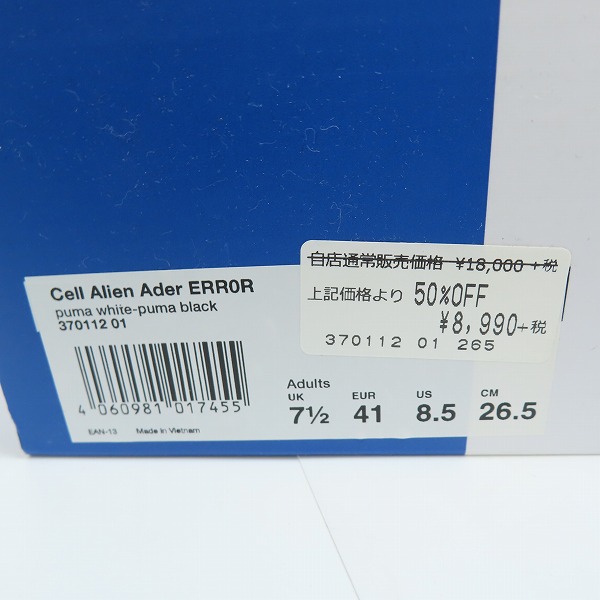 自店通常販売価格 ¥18,000 +税
上記価格より 50%OFF
¥8,990+税
370112 01 265
Cell Alien Ader ERR0R
puma white-puma black
370112 01
4 060981 017455
EAN-13 Made in Vietnam
Adults
UK EUR US CM
7½ 41 8.5 26.5